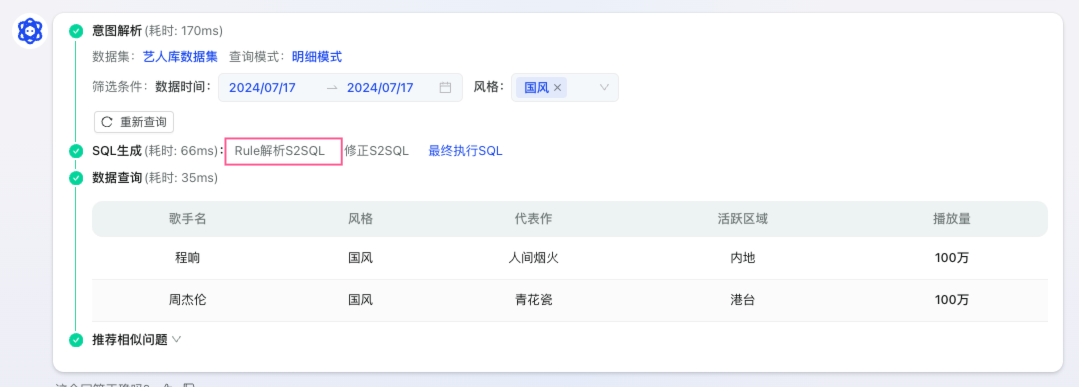 意图解析 (耗时: 170ms)
数据集: 艺人库数据集 查询模式: 明细模式
筛选条件: 数据时间: 2024/07/17 → 2024/07/17 风格: 国风 ×
重新查询
SQL生成 (耗时: 66ms): Rule解析S2SQL 修正S2SQL 最终执行SQL
数据查询 (耗时: 35ms)
歌手名 风格 代表作 活跃区域 播放量
程响 国风 人间烟火 内地 100万
周杰伦 国风 青花瓷 港台 100万
推荐相似问题